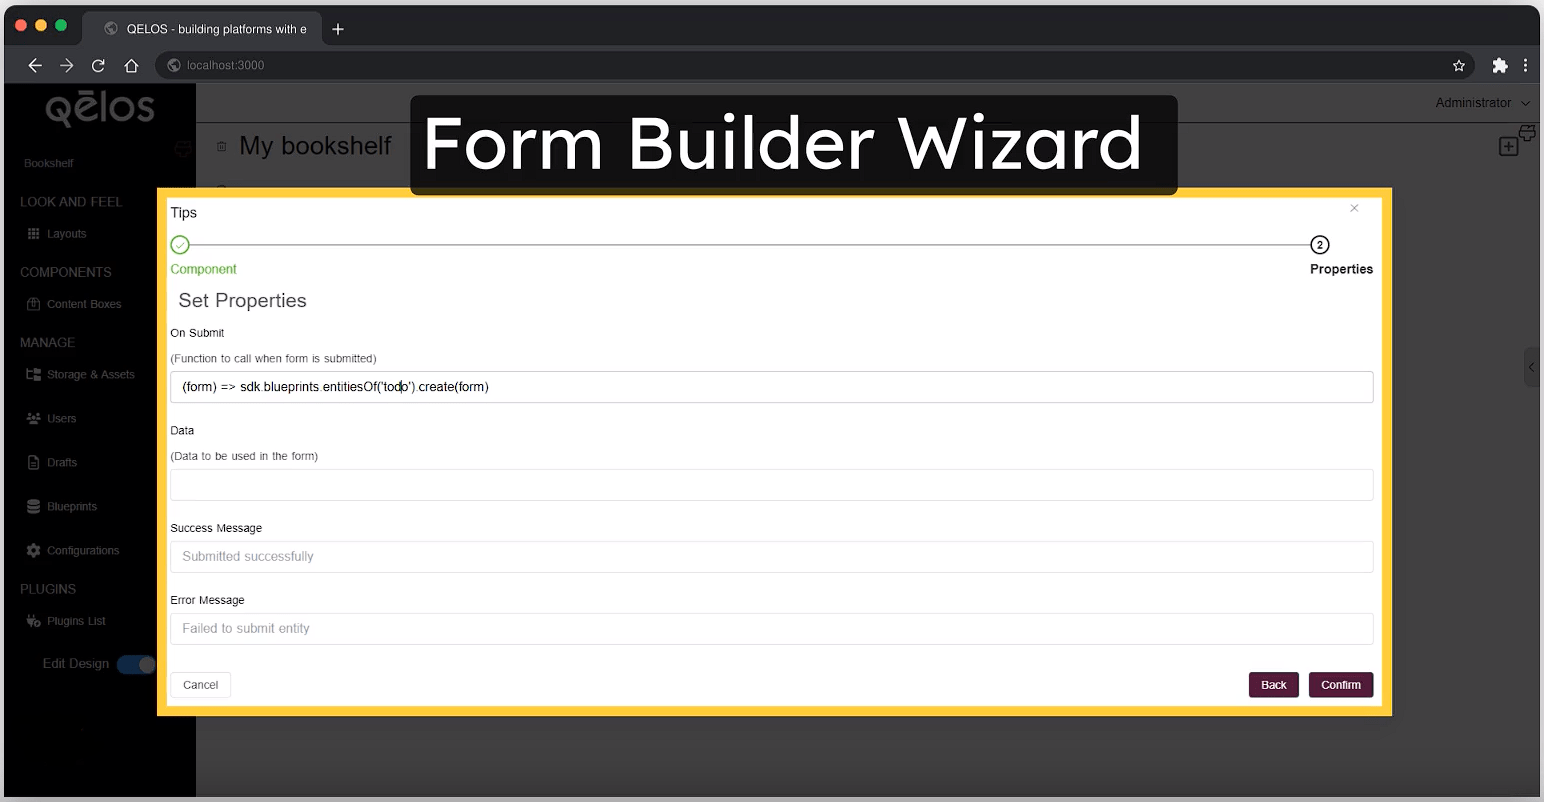 QELOS - building platforms with e
localhost:3000
qēlos
Administrator
My bookshelf
Form Builder Wizard
Bookshelf
LOOK AND FEEL
Layouts
COMPONENTS
Content Boxes
MANAGE
Storage & Assets
Users
Drafts
Blueprints
Configurations
PLUGINS
Plugins List
Edit Design
Tips
2
Component
Properties
Set Properties
On Submit
(Function to call when form is submitted)
(form) => sdk.blueprints.entitiesOf('todo').create(form)
Data
(Data to be used in the form)
Success Message
Submitted successfully
Error Message
Failed to submit entity
Cancel
Back
Confirm